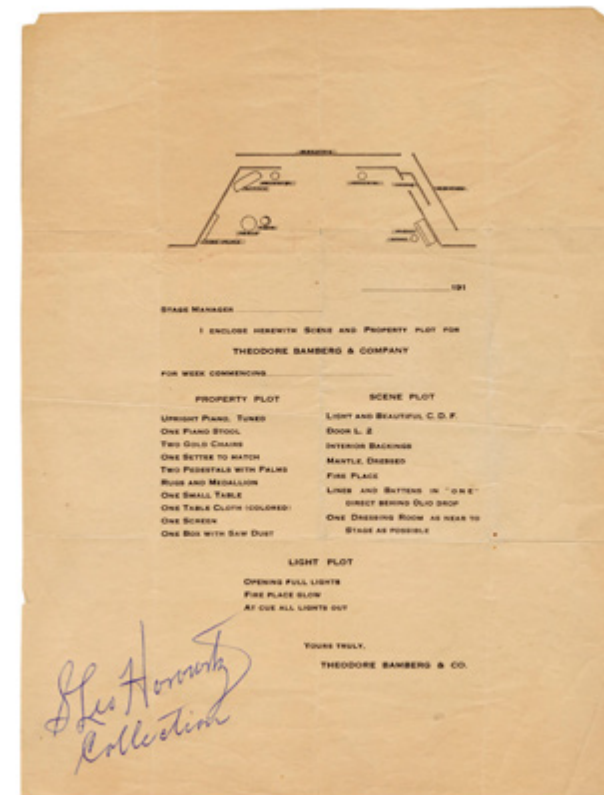 191
STAGE MANAGER
I ENCLOSE HEREWITH SCENE AND PROPERTY PLOT FOR
THEODORE BAMBERG & COMPANY
FOR WEEK COMMENCING
PROPERTY PLOT
UPRIGHT PIANO, TUNED
ONE PIANO STOOL
TWO GOLD CHAIRS
ONE SETTEE TO MATCH
TWO PEDESTALS WITH PALMS
RUGS AND MEDALLION
ONE SMALL TABLE
ONE TABLE CLOTH (COLORED)
ONE SCREEN
ONE BOX WITH SAW DUST
SCENE PLOT
LIGHT AND BEAUTIFUL C. D. F.
DOOR L. 2
INTERIOR BACKINGS
MANTLE, DRESSED
FIRE PLACE
LINES AND BATTENS IN "ONE"
DIRECT BEHIND OLIO DROP
ONE DRESSING ROOM AS NEAR TO
STAGE AS POSSIBLE
LIGHT PLOT
OPENING FULL LIGHTS
FIRE PLACE GLOW
AT CUE ALL LIGHTS OUT
YOURS TRULY,
THEODORE BAMBERG & CO.
Leo Horowitz
Collection